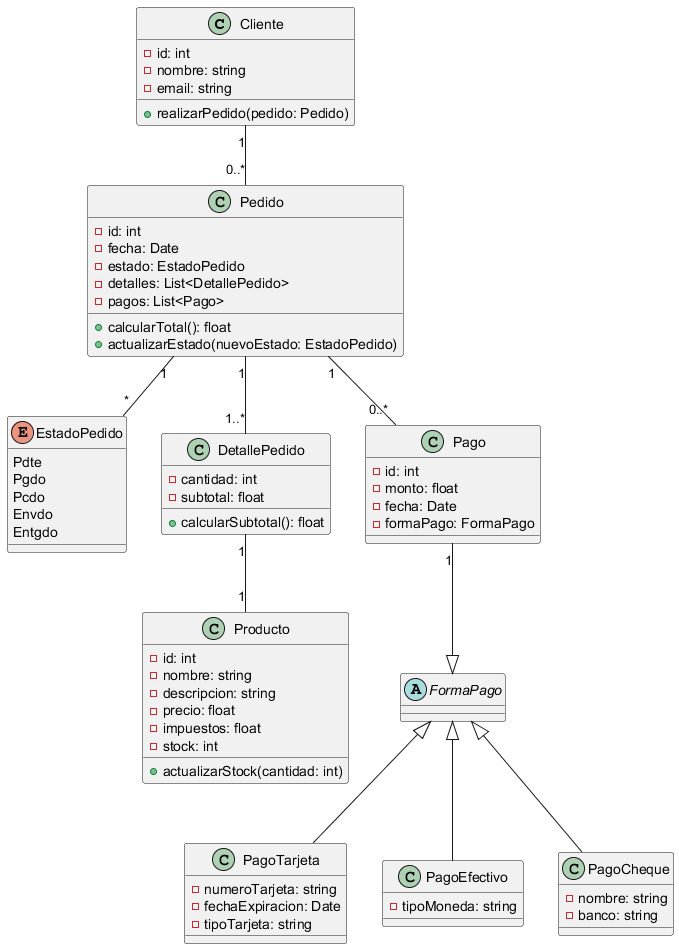 C Cliente
id: int
nombre: string
email: string
realizarPedido(pedido: Pedido)
1
0..*
C Pedido
id: int
fecha: Date
estado: EstadoPedido
detalles: List<DetallePedido>
pagos: List<Pago>
calcularTotal(): float
actualizarEstado(nuevoEstado: EstadoPedido)
1
1
1
*
1..*
0..*
E EstadoPedido
Pdte
Pgdo
Pcdo
Envdo
Entgdo
C DetallePedido
cantidad: int
subtotal: float
calcularSubtotal(): float
C Pago
id: int
monto: float
fecha: Date
formaPago: FormaPago
1
1
1
C Producto
id: int
nombre: string
descripcion: string
precio: float
impuestos: float
stock: int
actualizarStock(cantidad: int)
A FormaPago
C PagoTarjeta
numeroTarjeta: string
fechaExpiracion: Date
tipoTarjeta: string
C PagoEfectivo
tipoMoneda: string
C PagoCheque
nombre: string
banco: string